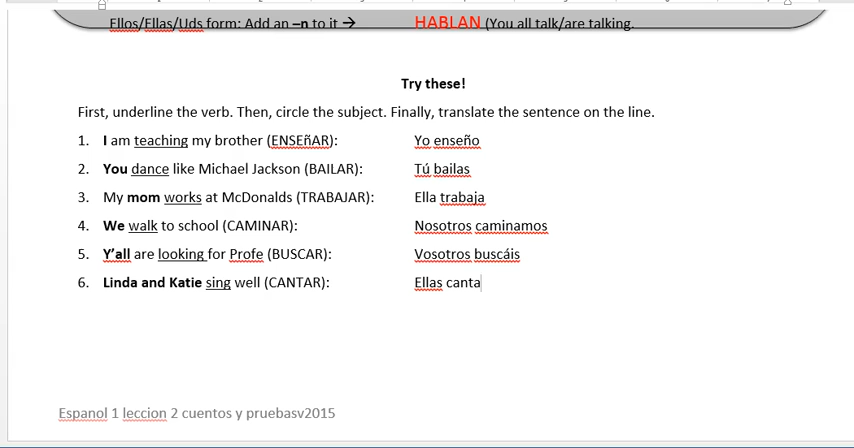 Ellos/Ellas/Uds form: Add an –n to it → HABLAN (You all talk/are talking.
Try these!
First, underline the verb. Then, circle the subject. Finally, translate the sentence on the line.
1. I am teaching my brother (ENSEñAR): Yo enseño
2. You dance like Michael Jackson (BAILAR): Tú bailas
3. My mom works at McDonalds (TRABAJAR): Ella trabaja
4. We walk to school (CAMINAR): Nosotros caminamos
5. Y’all are looking for Profe (BUSCAR): Vosotros buscáis
6. Linda and Katie sing well (CANTAR): Ellas canta
Espanol 1 leccion 2 cuentos y pruebasv2015